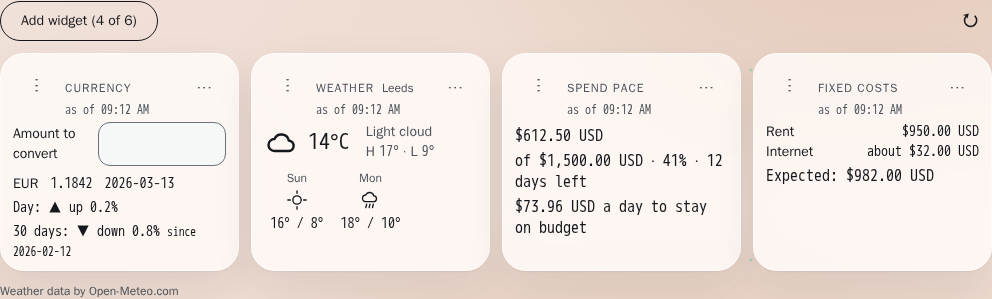 Add widget (4 of 6)
CURRENCY
as of 09:12 AM
Amount to
convert
EUR 1.1842 2026-03-13
Day: ▲ up 0.2%
30 days: ▼ down 0.8% since
2026-02-12
WEATHER Leeds
as of 09:12 AM
14°C
Light cloud
H 17° · L 9°
Sun Mon
16° / 8° 18° / 10°
SPEND PACE
as of 09:12 AM
$612.50 USD
of $1,500.00 USD · 41% · 12
days left
$73.96 USD a day to stay
on budget
FIXED COSTS
as of 09:12 AM
Rent $950.00 USD
Internet about $32.00 USD
Expected: $982.00 USD
Weather data by Open-Meteo.com